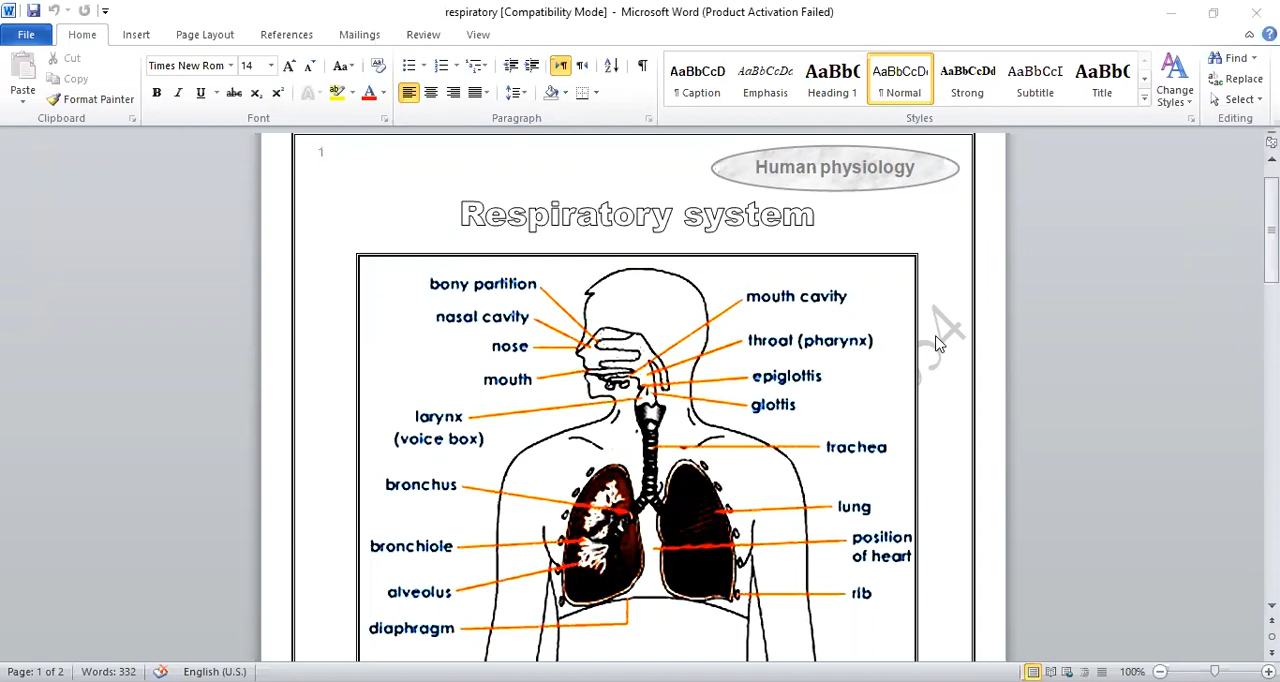 respiratory [Compatibility Mode] - Microsoft Word (Product Activation Failed)
File Home Insert Page Layout References Mailings Review View
Cut
Copy
Format Painter
Paste
Clipboard
Times New Rom 14
Font
Paragraph
AaBbCcD AaBbCcDc AaBbC AaBbCcDc AaBbCcDd AaBbCcI AaBbC
¶ Caption Emphasis Heading 1 ¶ Normal Strong Subtitle Title
Change
Styles
Styles
Find
Replace
Select
Editing
1
Human physiology
Respiratory system
bony partition
nasal cavity
nose
mouth
larynx
(voice box)
bronchus
bronchiole
alveolus
diaphragm
mouth cavity
throat (pharynx)
epiglottis
glottis
trachea
lung
position
of heart
rib
Page: 1 of 2 Words: 332 English (U.S.) 100%